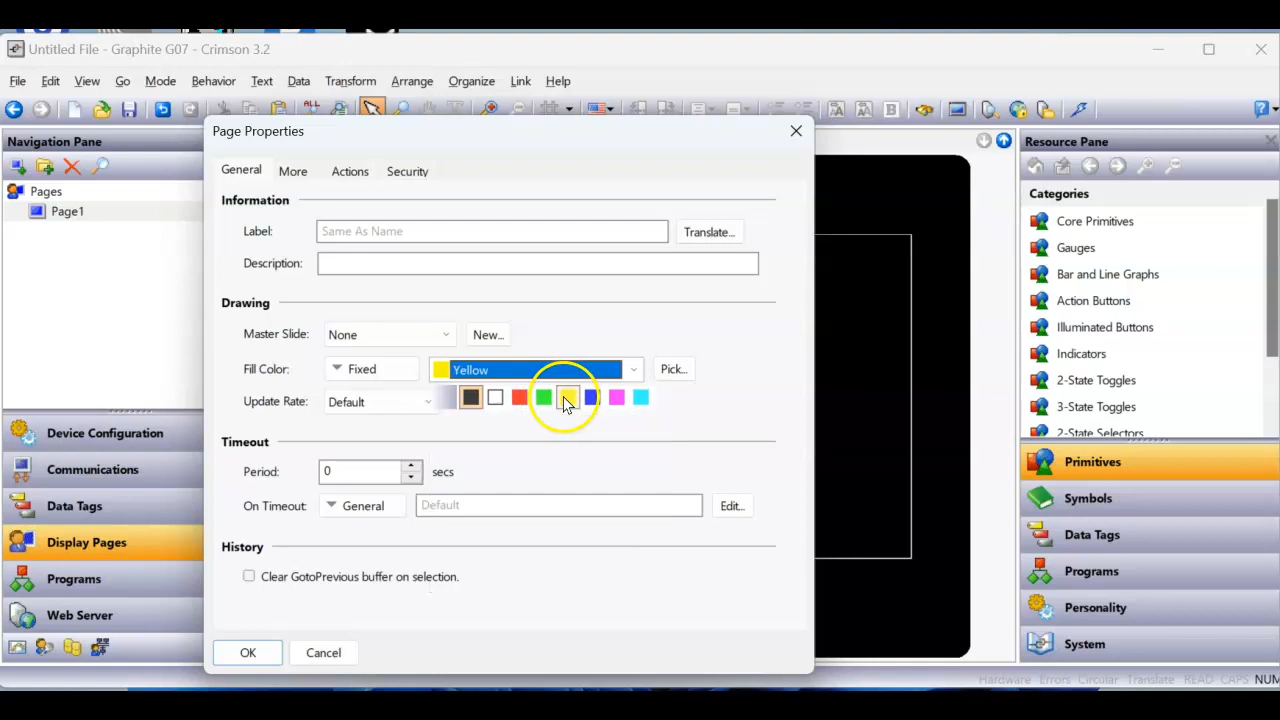 Untitled File - Graphite G07 - Crimson 3.2
File Edit View Go Mode Behavior Text Data Transform Arrange Organize Link Help
Navigation Pane
Pages
Page1
Device Configuration
Communications
Data Tags
Display Pages
Programs
Web Server
Page Properties
General More Actions Security
Information
Label: Same As Name Translate...
Description:
Drawing
Master Slide: None New...
Fill Color: Fixed Yellow Pick...
Update Rate: Default
Timeout
Period: 0 secs
On Timeout: General Default Edit...
History
Clear GotoPrevious buffer on selection.
OK Cancel
Resource Pane
Categories
Core Primitives
Gauges
Bar and Line Graphs
Action Buttons
Illuminated Buttons
Indicators
2-State Toggles
3-State Toggles
2-State Selectors
Primitives
Symbols
Data Tags
Programs
Personality
System
Hardware Errors Circular Translate READ CAPS NUM